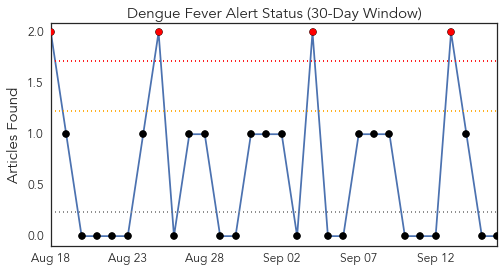 Dengue Fever Alert Status (30-Day Window)
Articles Found
2.0
1.5
1.0
0.5
0.0
Aug 18 Aug 23 Aug 28 Sep 02 Sep 07 Sep 12